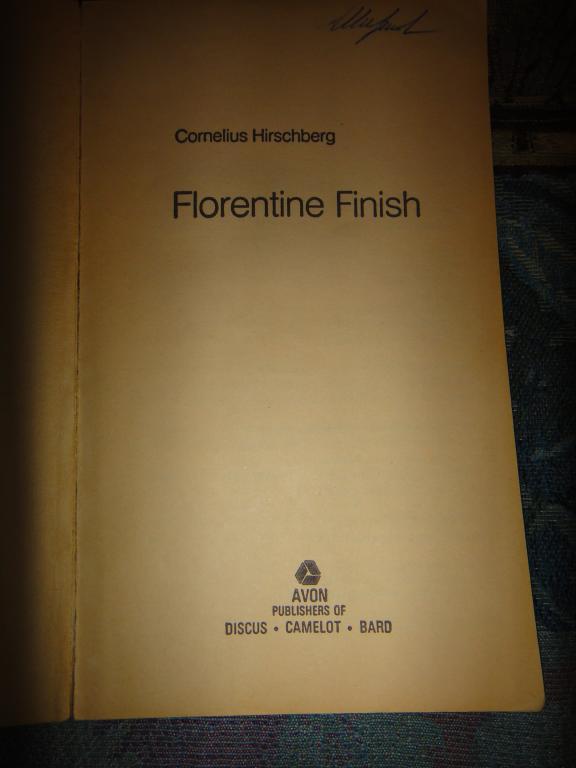 Cornelius Hirschberg
Florentine Finish
AVON
PUBLISHERS OF
DISCUS • CAMELOT • BARD